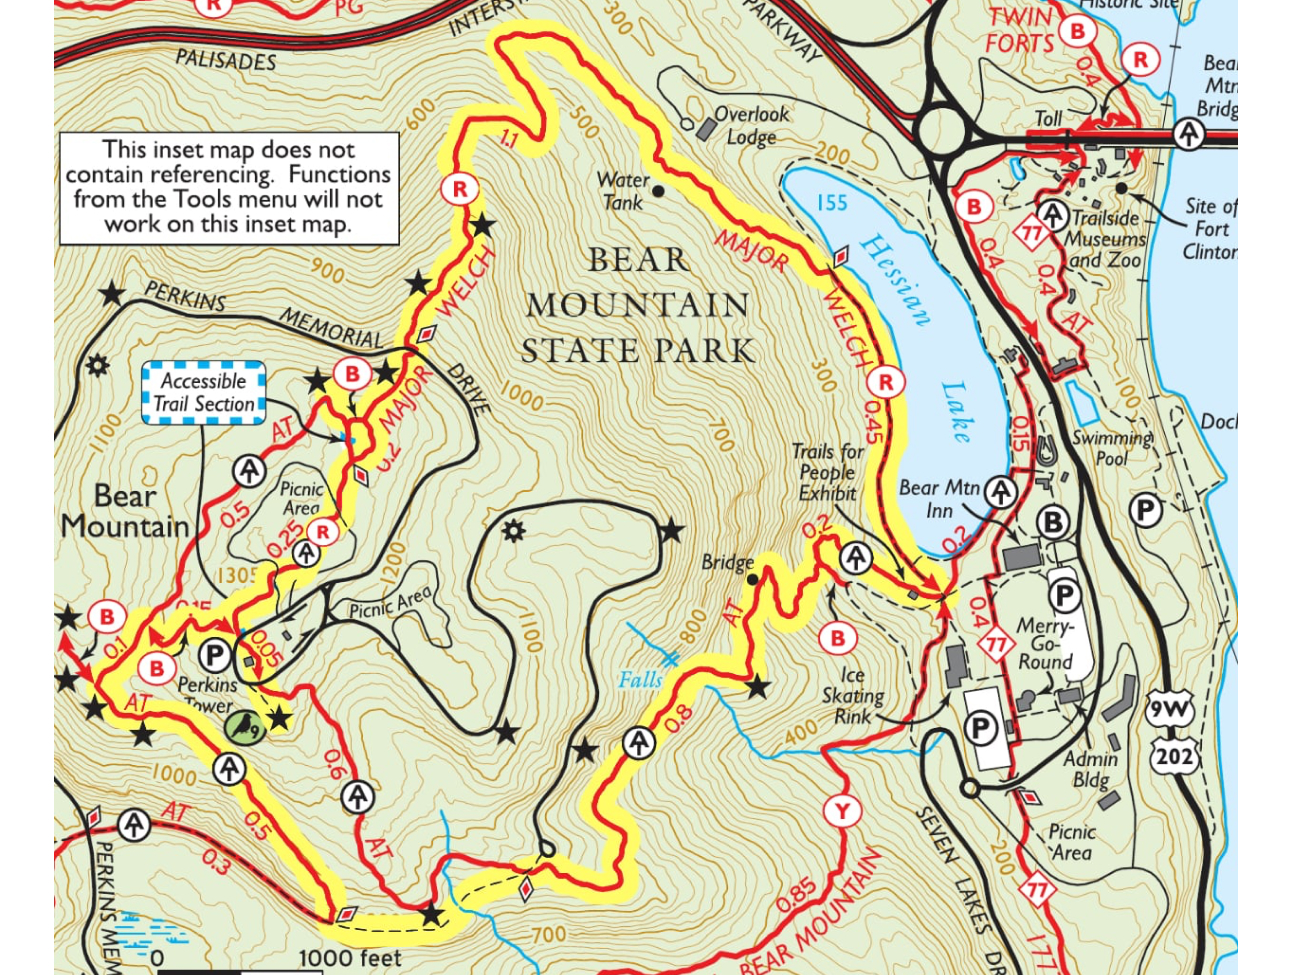 R
PG
INTERST
PALISADES
300
PARKWAY
TWIN
FORTS
B
Historic Site
R
0.4
Bear
Mtn
Bridge
Toll
Overlook
Lodge
200
600
500
1.1
This inset map does not
contain referencing. Functions
from the Tools menu will not
work on this inset map.
R
Water
Tank
155
B
77
Trailside
Museums
and Zoo
Site of
Fort
Clinton
MAJOR
WELCH
BEAR
MOUNTAIN
STATE PARK
Hessian
Lake
0.4
0.4
AT
900
PERKINS
MEMORIAL
DRIVE
WELCH
300
Accessible
Trail Section
B
MAJOR
R
1000
100
1100
AT
0.2
0.45
700
0.15
Dock
Swimming
Pool
Trails for
People
Exhibit
Bear Mtn
Inn
Bear
Mountain
Picnic
Area
0.5
0.25
R
0.2
0.2
B
P
1305
1200
Bridge
Picnic Area
P
0.15
B
0.1
B
P
0.05
1100
AT
800
B
0.4
77
Merry-
Go-
Round
Perkins
Tower
AT
9
Falls
Ice
Skating
Rink
P
9W
202
0.8
400
Admin
Bldg
1000
0.6
0.5
Y
AT
0.3
AT
SEVEN
LAKES
DR
200
Picnic
Area
77
PERKINS MEM
0.85
BEAR MOUNTAIN
700
1777
0
1000 feet